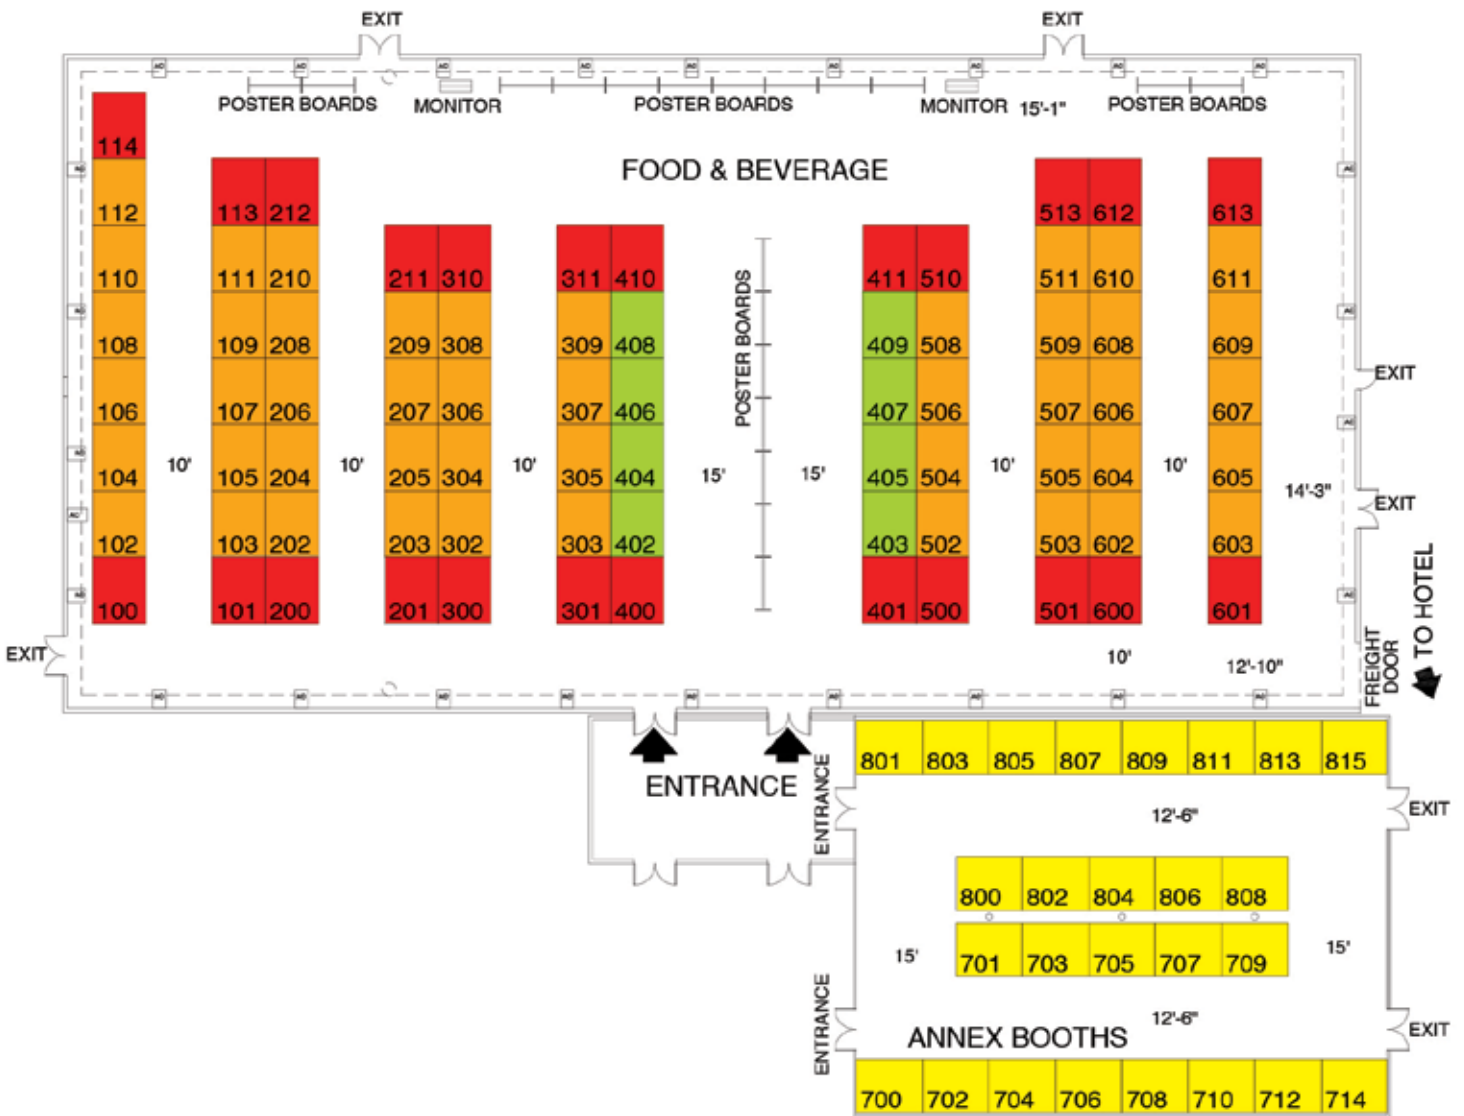 EXIT EXIT
POSTER BOARDS MONITOR POSTER BOARDS MONITOR 15'-1" POSTER BOARDS
114
FOOD & BEVERAGE
112 113 212 513 612 613
110 111 210 211 310 311 410 411 510 511 610 611
POSTER BOARDS
108 109 208 209 308 309 408 409 508 509 608 609
EXIT
106 107 206 207 306 307 406 407 506 507 606 607
10' 10' 10' 15' 15' 10' 10'
104 105 204 205 304 305 404 405 504 505 604 605
14'-3"
EXIT
102 103 202 203 302 303 402 403 502 503 602 603
100 101 200 201 300 301 400 401 500 501 600 601
TO HOTEL
EXIT
10' 12'-10"
FREIGHT
DOOR
801 803 805 807 809 811 813 815
ENTRANCE
ENTRANCE
12'-6"
EXIT
800 802 804 806 808
15' 15'
701 703 705 707 709
ENTRANCE
12'-6"
EXIT
ANNEX BOOTHS
700 702 704 706 708 710 712 714